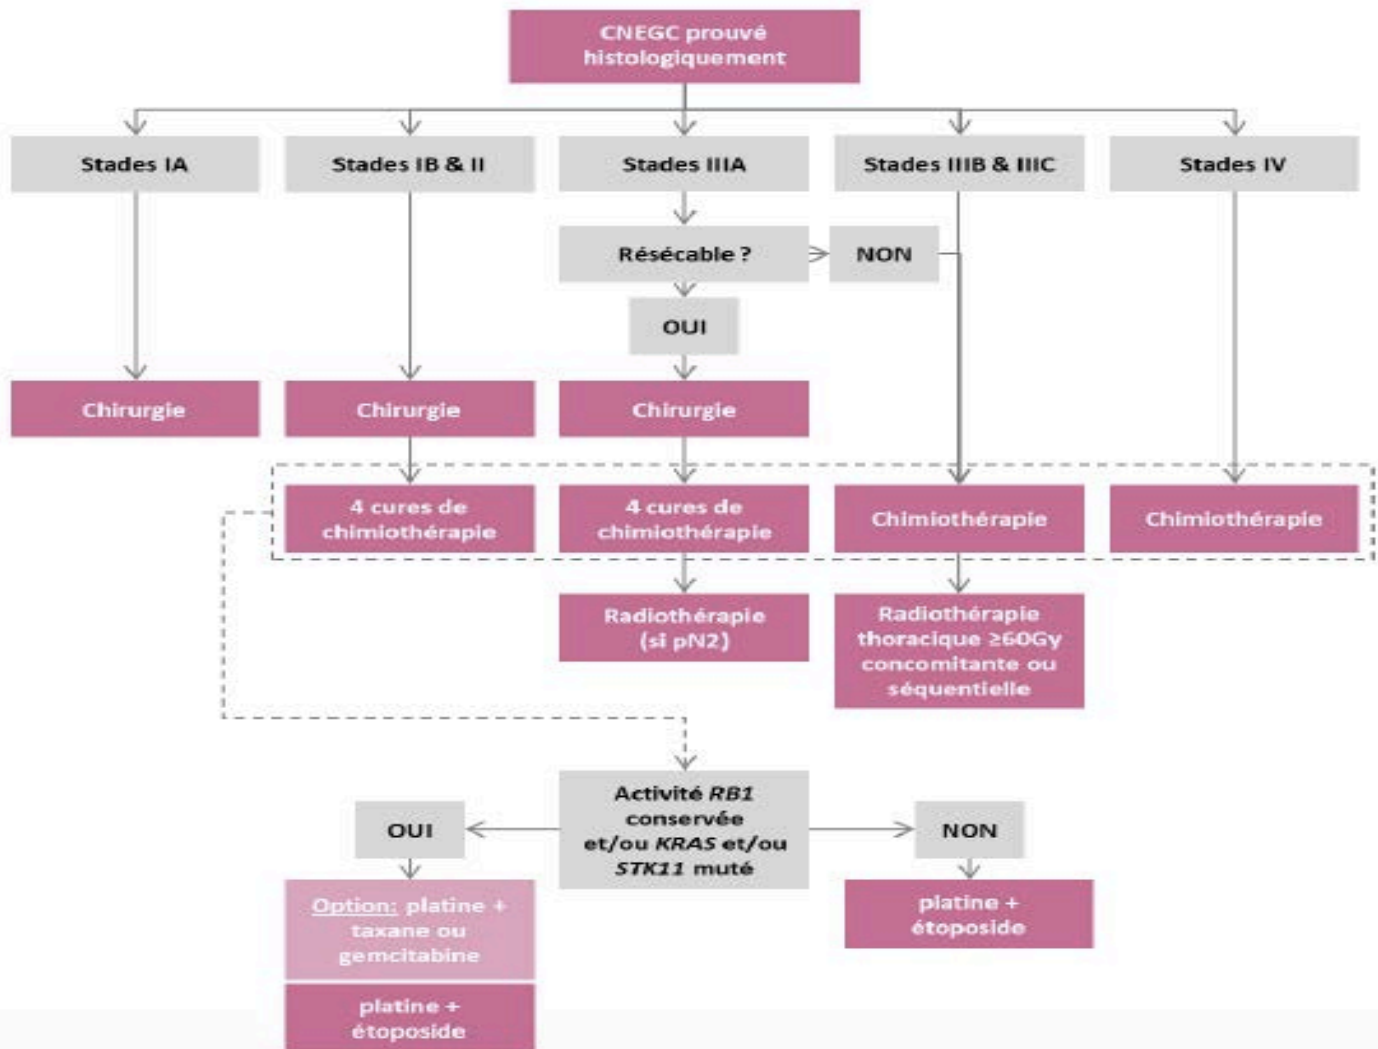 CNEGC prouvé
histologiquement
Stades IA
Stades IB & II
Stades IIIA
Stades IIIB & IIIC
Stades IV
Résécable ?
NON
OUI
Chirurgie
Chirurgie
Chirurgie
4 cures de
chimiothérapie
4 cures de
chimiothérapie
Chimiothérapie
Chimiothérapie
Radiothérapie
(si pN2)
Radiothérapie
thoracique ≥60Gy
concomitante ou
séquentielle
Activité RB1
conservée
et/ou KRAS et/ou
STK11 muté
OUI
NON
Option: platine +
taxane ou
gemcitabine
platine +
étoposide
platine +
étoposide